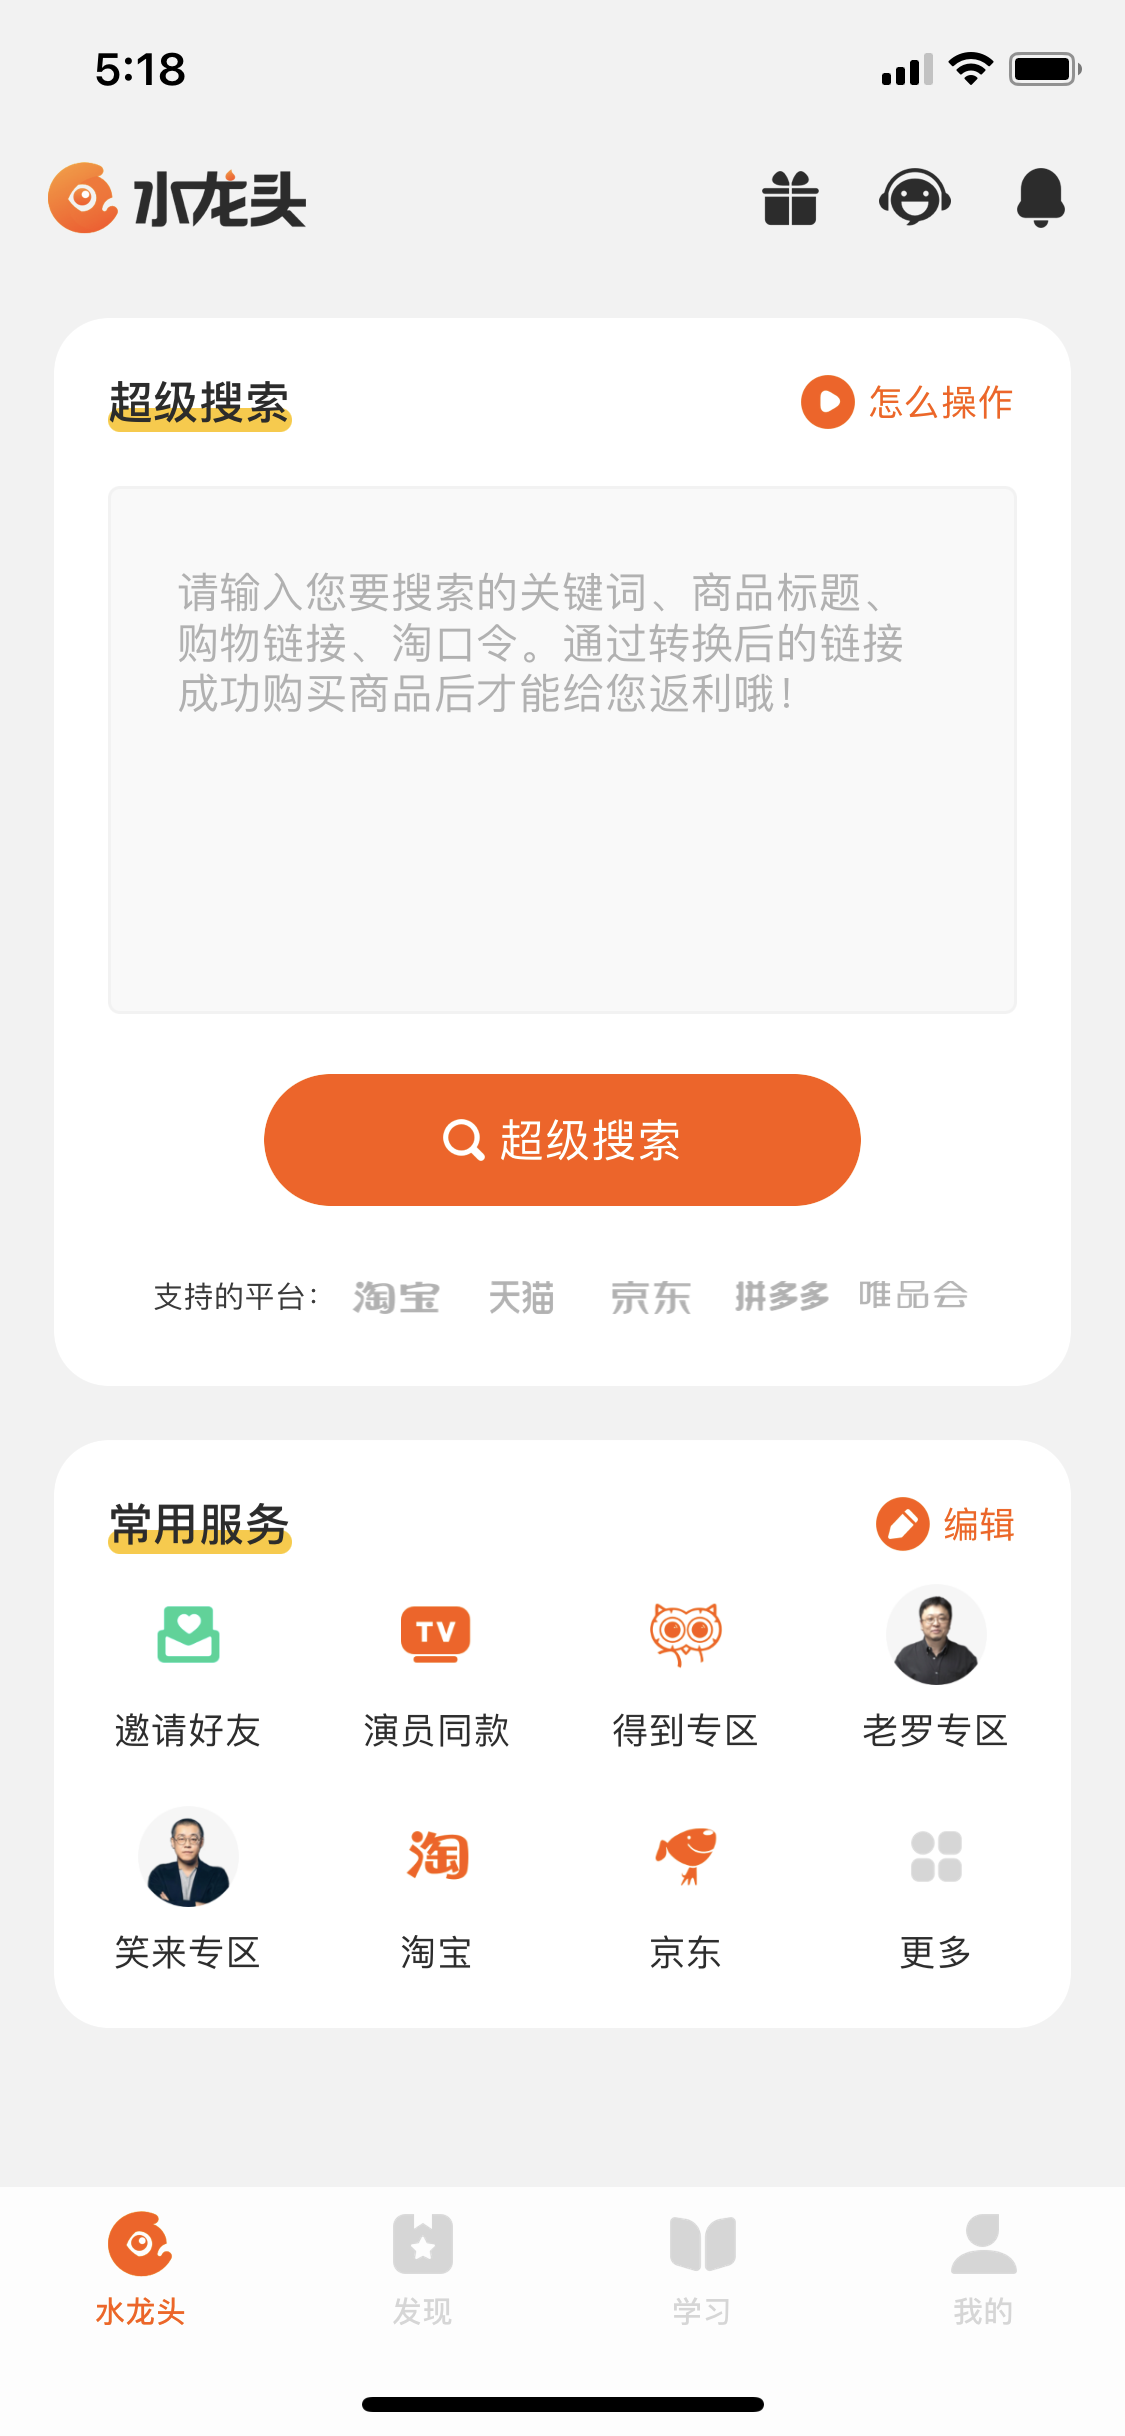 5:18
水龙头
超级搜索
怎么操作
请输入您要搜索的关键词、商品标题、
购物链接、淘口令。通过转换后的链接
成功购买商品后才能给您返利哦！
超级搜索
支持的平台： 淘宝 天猫 京东 拼多多 唯品会
常用服务
编辑
TV
邀请好友 演员同款 得到专区 老罗专区
淘
笑来专区 淘宝 京东 更多
水龙头 发现 学习 我的